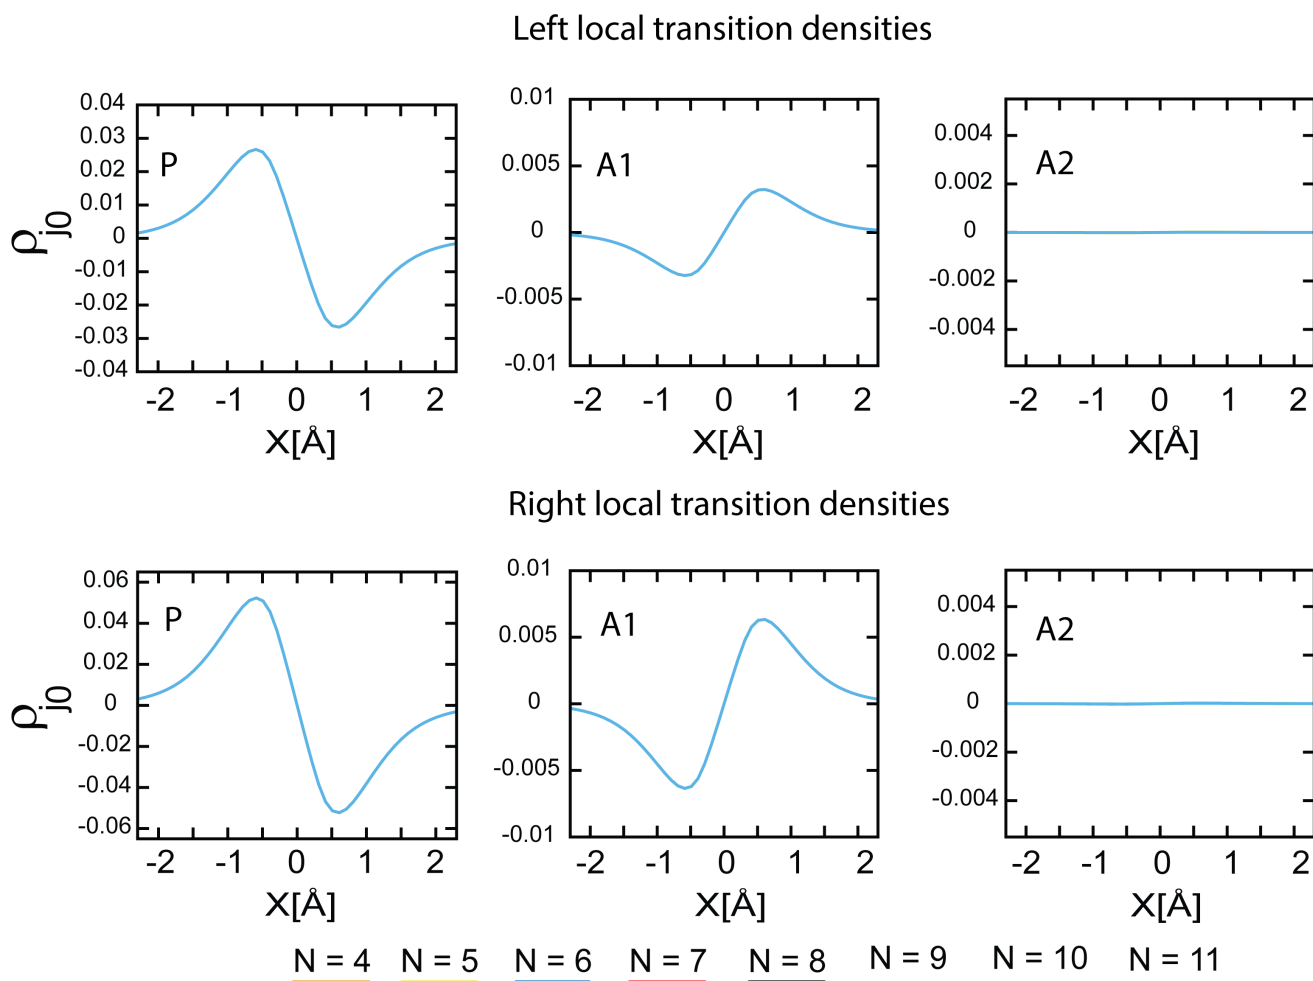 Left local transition densities
0.04
0.03
0.02
0.01
0
-0.01
-0.02
-0.03
-0.04
ρj0
P
-2 -1 0 1 2
X[Å]
0.01
0.005
0
-0.005
-0.01
A1
-2 -1 0 1 2
X[Å]
0.004
0.002
0
-0.002
-0.004
A2
-2 -1 0 1 2
X[Å]
Right local transition densities
0.06
0.04
0.02
0
-0.02
-0.04
-0.06
ρj0
P
-2 -1 0 1 2
X[Å]
0.01
0.005
0
-0.005
-0.01
A1
-2 -1 0 1 2
X[Å]
0.004
0.002
0
-0.002
-0.004
A2
-2 -1 0 1 2
X[Å]
N = 4 N = 5 N = 6 N = 7 N = 8 N = 9 N = 10 N = 11